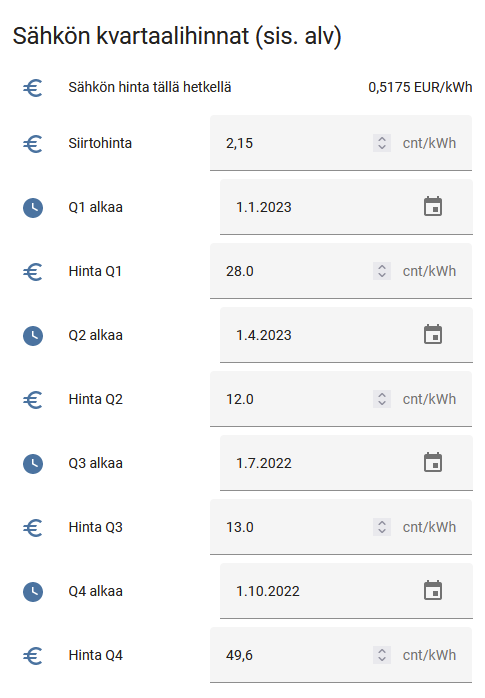 Sähkön kvartaalihinnat (sis. alv)
Sähkön hinta tällä hetkellä 0,5175 EUR/kWh
Siirtohinta 2,15 cnt/kWh
Q1 alkaa 1.1.2023
Hinta Q1 28.0 cnt/kWh
Q2 alkaa 1.4.2023
Hinta Q2 12.0 cnt/kWh
Q3 alkaa 1.7.2022
Hinta Q3 13.0 cnt/kWh
Q4 alkaa 1.10.2022
Hinta Q4 49,6 cnt/kWh